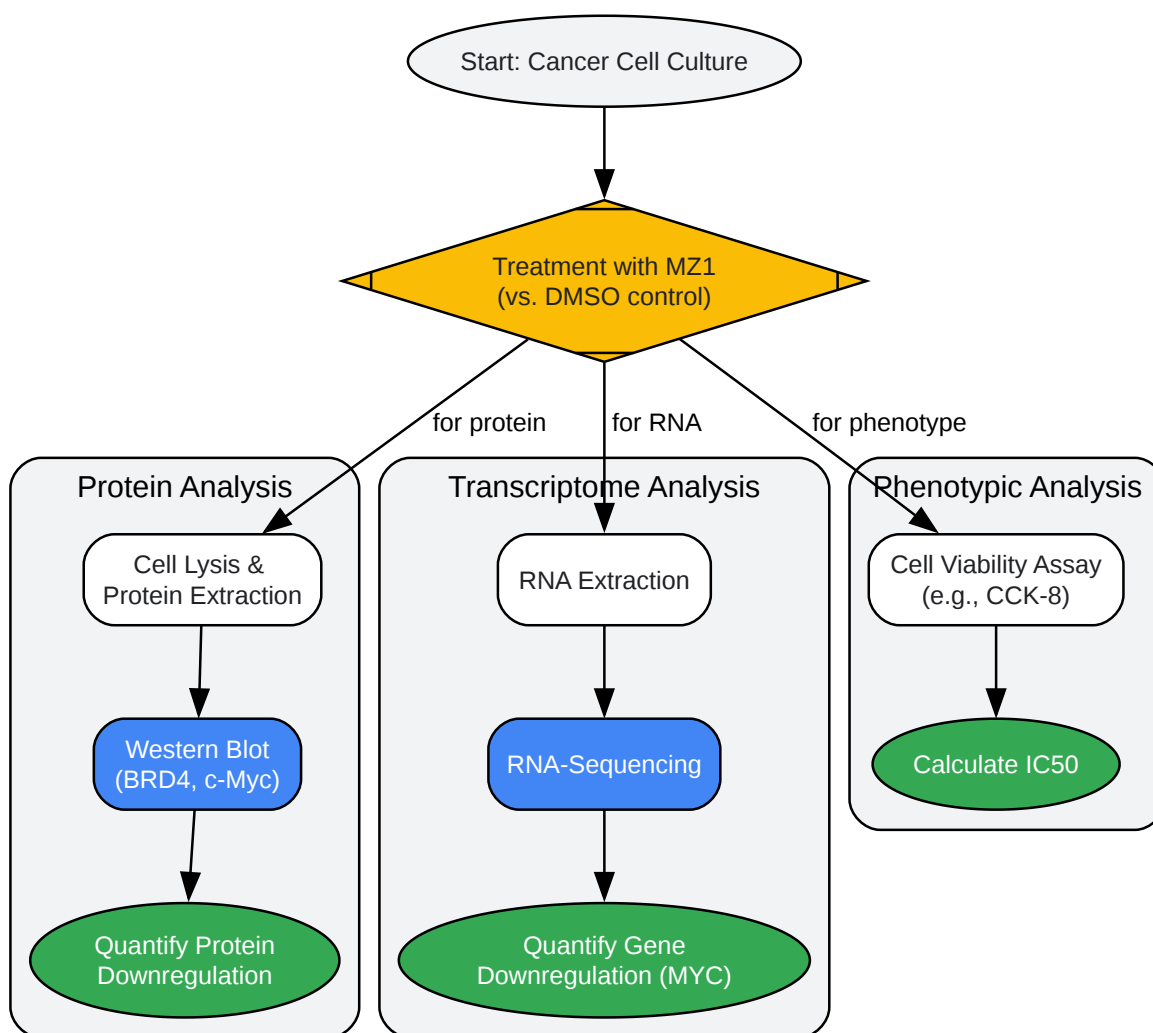 Start: Cancer Cell Culture
Treatment with MZ1
(vs. DMSO control)
for protein
for RNA
for phenotype
Protein Analysis
Cell Lysis &
Protein Extraction
Western Blot
(BRD4, c-Myc)
Quantify Protein
Downregulation
Transcriptome Analysis
RNA Extraction
RNA-Sequencing
Quantify Gene
Downregulation (MYC)
Phenotypic Analysis
Cell Viability Assay
(e.g., CCK-8)
Calculate IC50